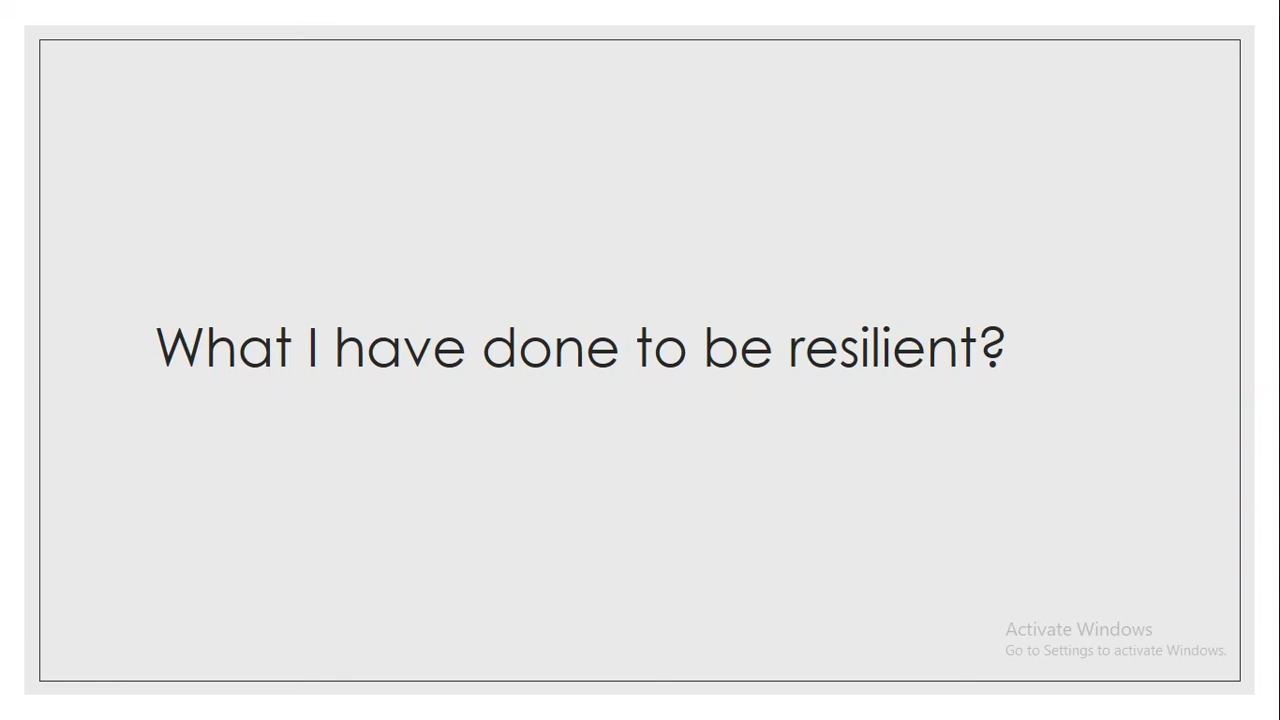 What I have done to be resilient?
Activate Windows
Go to Settings to activate Windows.